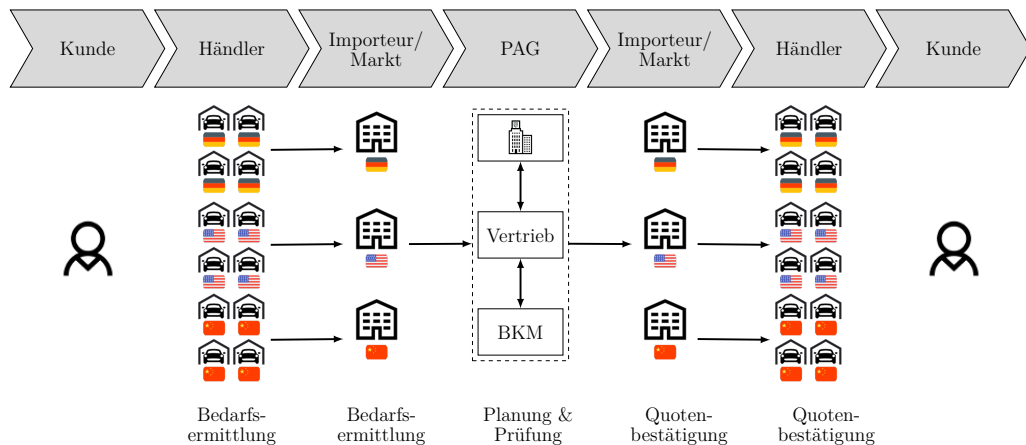 Kunde
Händler
Importeur/
Markt
PAG
Importeur/
Markt
Händler
Kunde
Vertrieb
BKM
Bedarfs-
ermittlung
Bedarfs-
ermittlung
Planung &
Prüfung
Quoten-
bestätigung
Quoten-
bestätigung